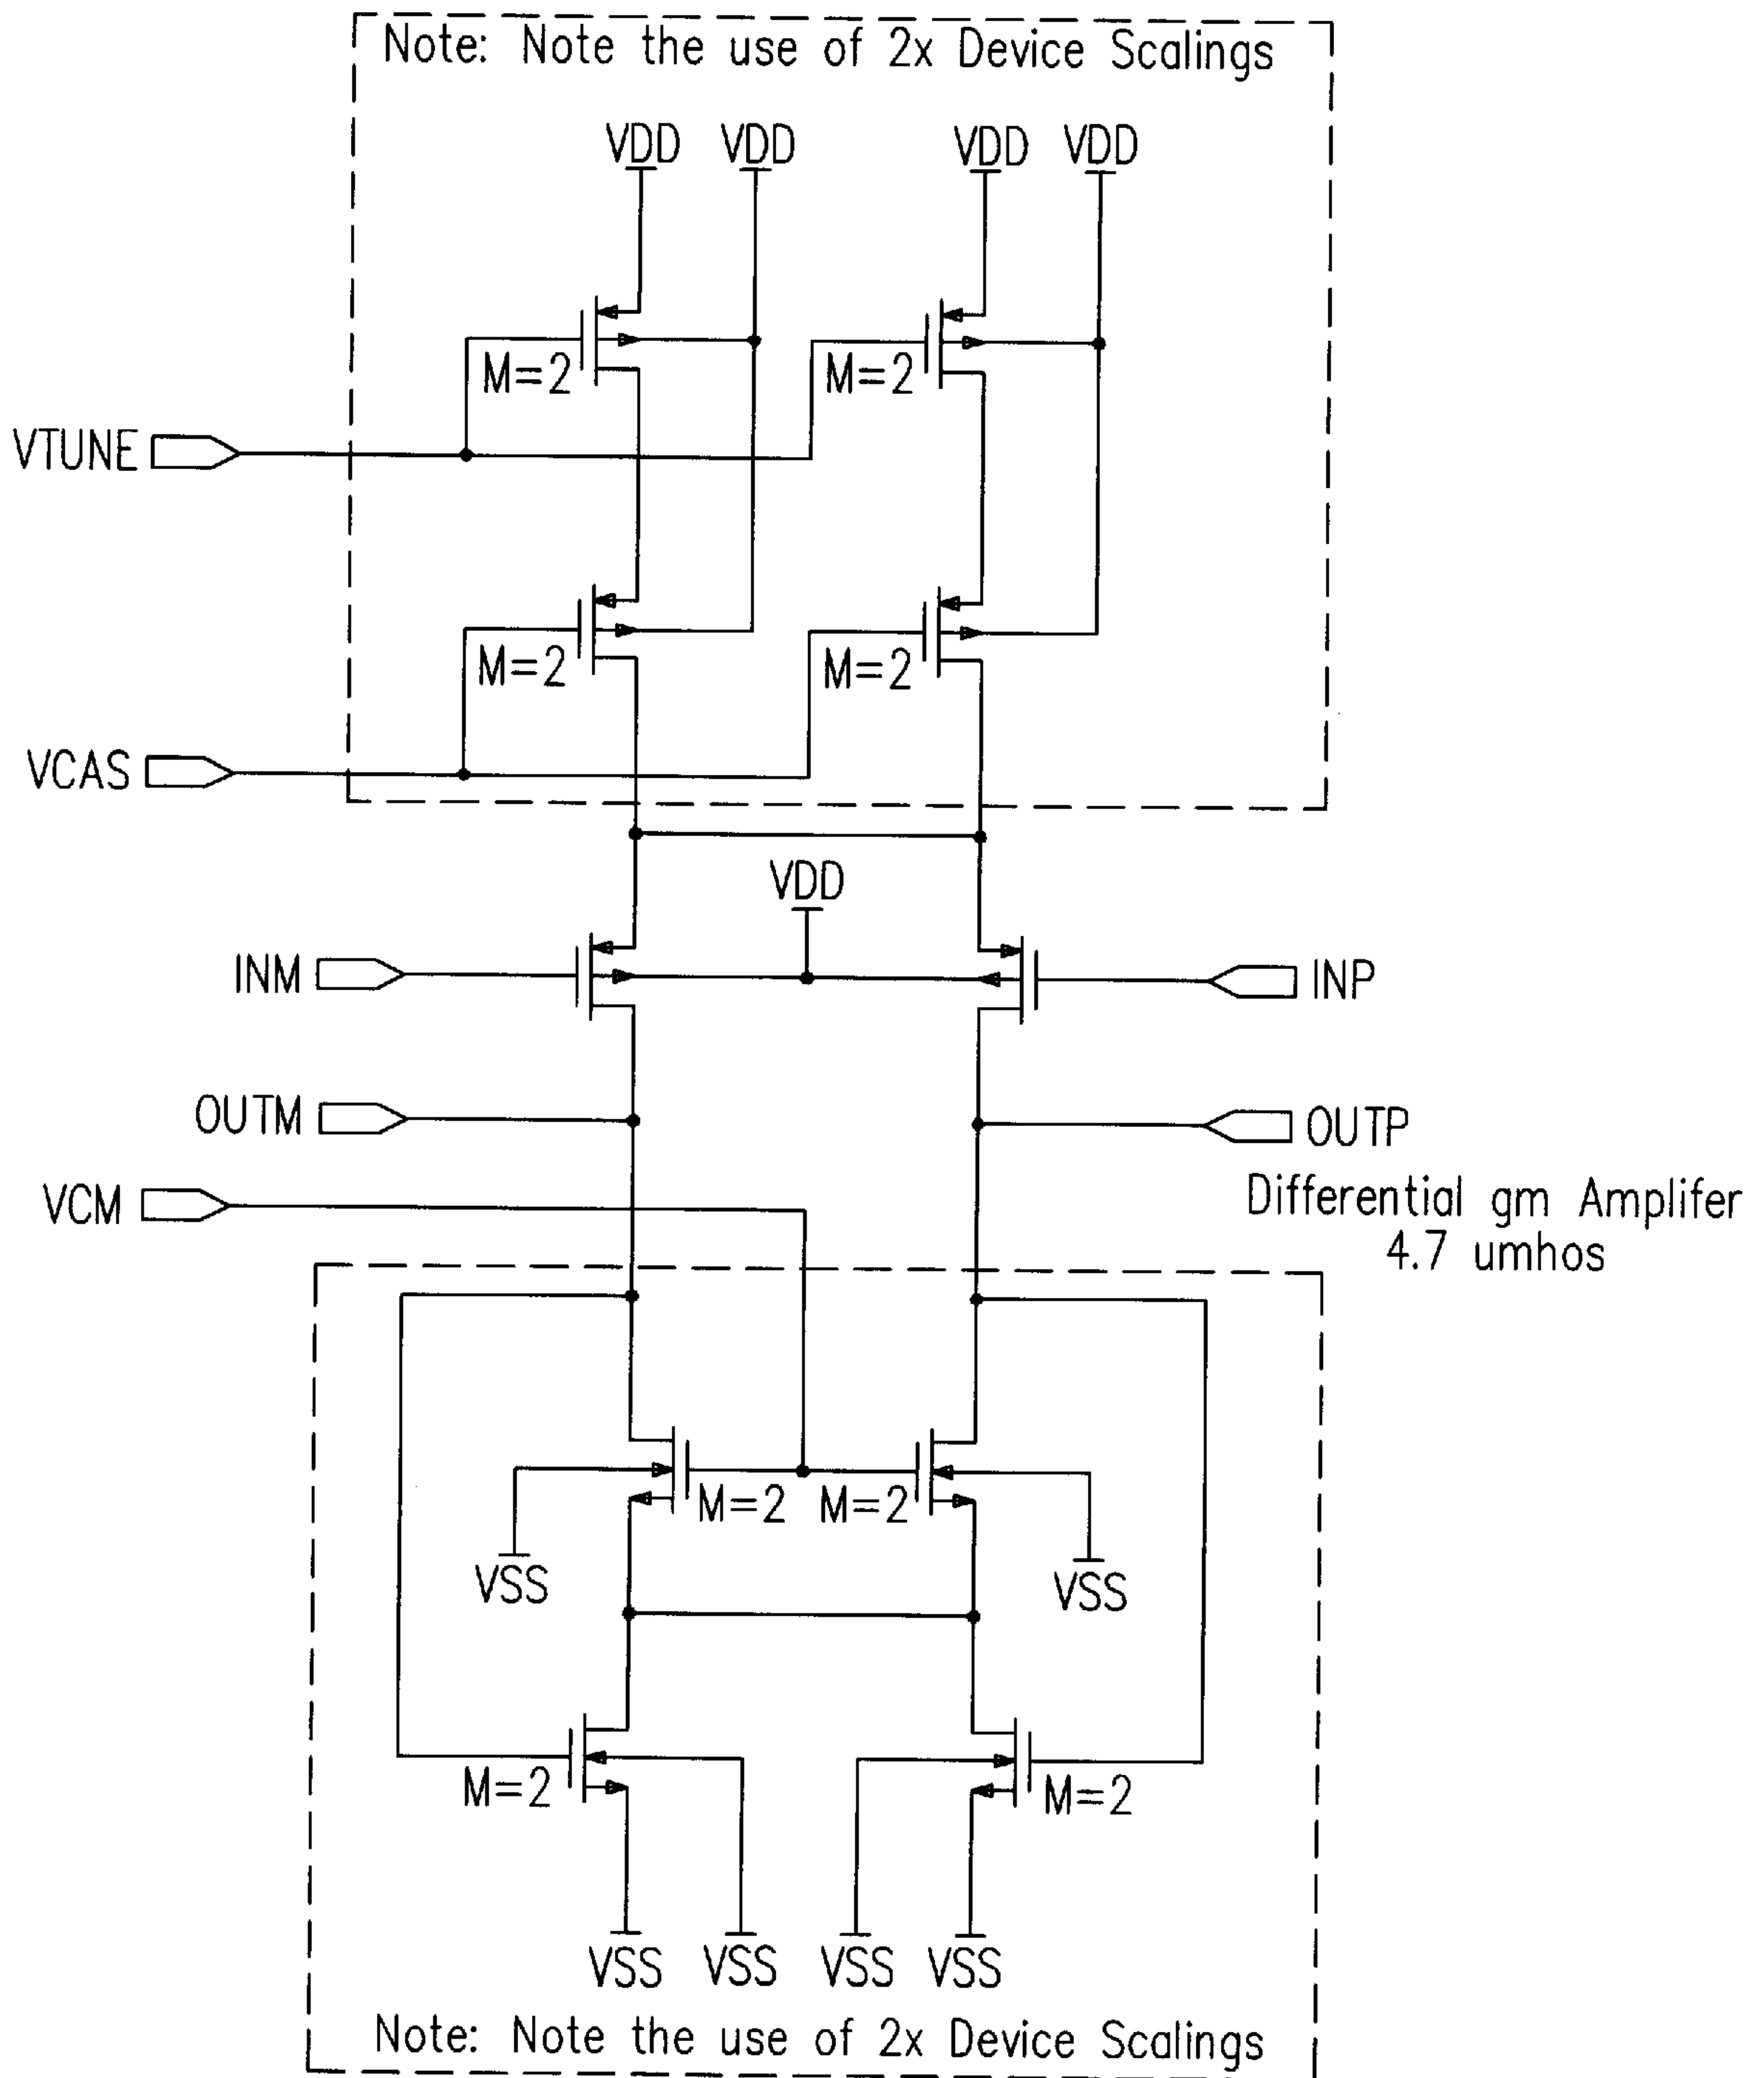 Note: Note the use of 2x Device Scalings
VDD VDD VDD VDD
M=2 M=2
VTUNE
M=2 M=2
VCAS
VDD
INM INP
OUTM OUTP
VCM
Differential gm Amplifer
4.7 umhos
M=2 M=2
VSS VSS
M=2 M=2
VSS VSS VSS VSS
Note: Note the use of 2x Device Scalings